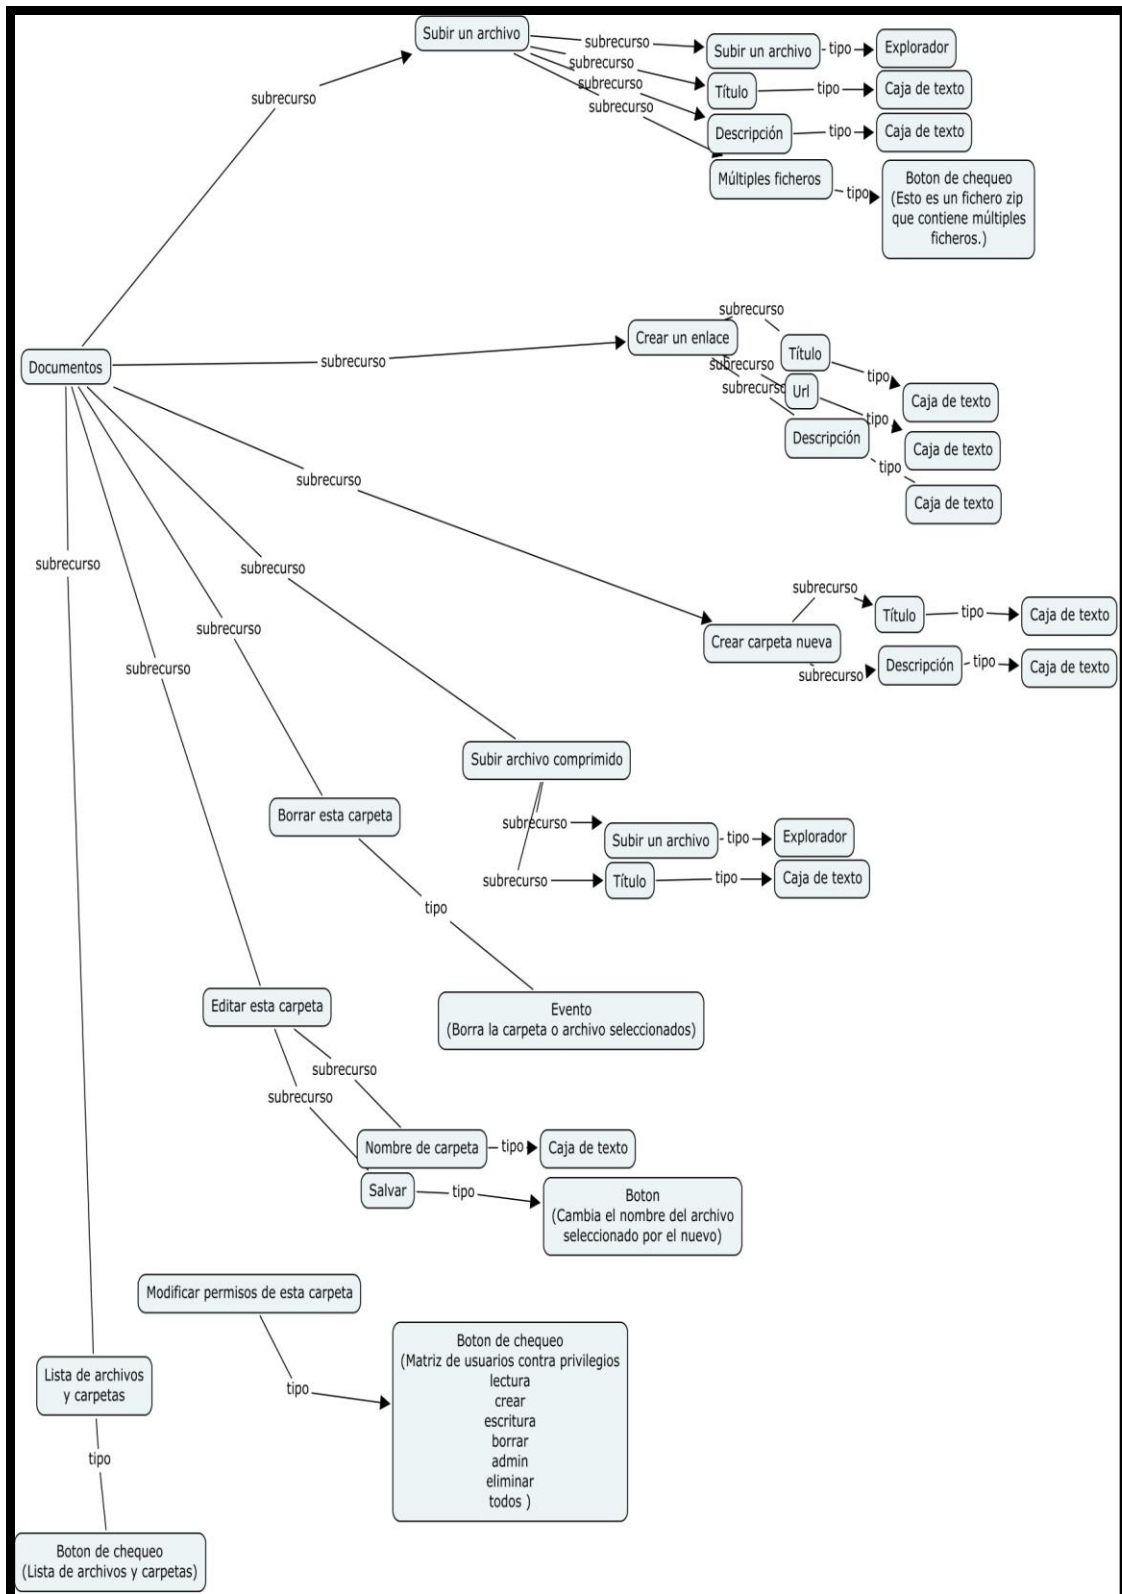 Subir un archivo
subrecurso
subrecurso
subrecurso
subrecurso
subrecurso
Subir un archivo
tipo
Explorador
Título
tipo
Caja de texto
Descripción
tipo
Caja de texto
Múltiples ficheros
tipo
Boton de chequeo
(Esto es un fichero zip
que contiene múltiples
ficheros.)
Documentos
subrecurso
Crear un enlace
subrecurso
subrecurso
subrecurso
Título
tipo
Caja de texto
Url
tipo
Caja de texto
Descripción
tipo
Caja de texto
subrecurso
Crear carpeta nueva
subrecurso
Título
tipo
Caja de texto
subrecurso
Descripción
tipo
Caja de texto
subrecurso
Subir archivo comprimido
subrecurso
Subir un archivo
tipo
Explorador
subrecurso
Título
tipo
Caja de texto
subrecurso
Borrar esta carpeta
tipo
Evento
(Borra la carpeta o archivo seleccionados)
subrecurso
Editar esta carpeta
subrecurso
subrecurso
Nombre de carpeta
tipo
Caja de texto
Salvar
tipo
Boton
(Cambia el nombre del archivo
seleccionado por el nuevo)
Modificar permisos de esta carpeta
tipo
Boton de chequeo
(Matriz de usuarios contra privilegios
lectura
crear
escritura
borrar
admin
eliminar
todos )
subrecurso
Lista de archivos
y carpetas
tipo
Boton de chequeo
(Lista de archivos y carpetas)